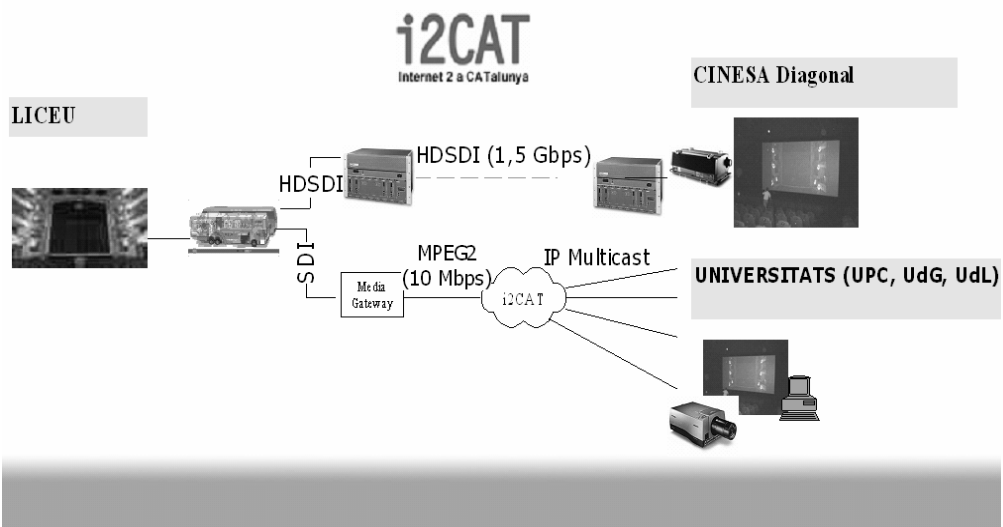 i2CAT
Internet 2 a CATalunya
LICEU
CINESA Diagonal
HDSDI (1,5 Gbps)
HDSDI
SDI
MPEG2
(10 Mbps)
IP Multicast
Media
Gateway
i2CAT
UNIVERSITATS (UPC, UdG, UdL)